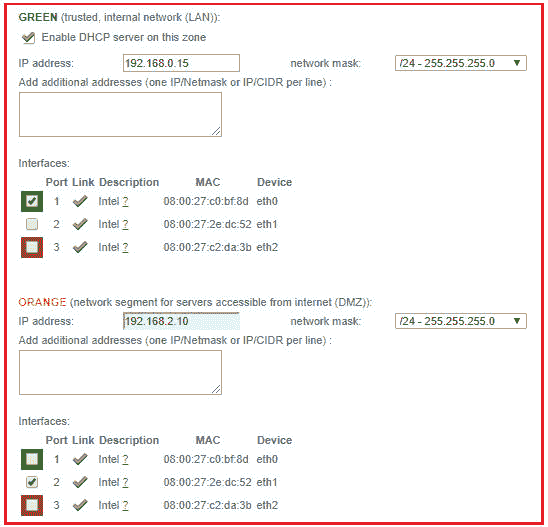 GREEN (trusted, internal network (LAN)):
Enable DHCP server on this zone
IP address: 192.168.0.15 network mask: /24 - 255.255.255.0
Add additional addresses (one IP/Netmask or IP/CIDR per line) :
Interfaces:
Port Link Description MAC Device
1 Intel ? 08:00:27:c0:bf:8d eth0
2 Intel ? 08:00:27:2e:dc:52 eth1
3 Intel ? 08:00:27:c2:da:3b eth2
ORANGE (network segment for servers accessible from internet (DMZ)):
IP address: 192.168.2.10 network mask: /24 - 255.255.255.0
Add additional addresses (one IP/Netmask or IP/CIDR per line) :
Interfaces:
Port Link Description MAC Device
1 Intel ? 08:00:27:c0:bf:8d eth0
2 Intel ? 08:00:27:2e:dc:52 eth1
3 Intel ? 08:00:27:c2:da:3b eth2